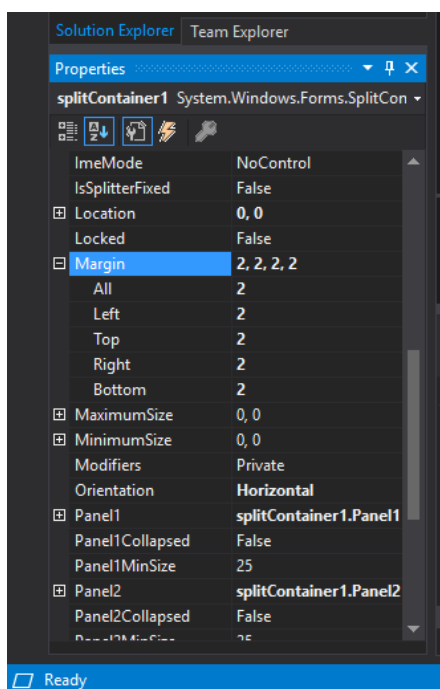 Solution Explorer Team Explorer
Properties
splitContainer1 System.Windows.Forms.SplitCon
ImeMode NoControl
IsSplitterFixed False
Location 0, 0
Locked False
Margin 2, 2, 2, 2
All 2
Left 2
Top 2
Right 2
Bottom 2
MaximumSize 0, 0
MinimumSize 0, 0
Modifiers Private
Orientation Horizontal
Panel1 splitContainer1.Panel1
Panel1Collapsed False
Panel1MinSize 25
Panel2 splitContainer1.Panel2
Panel2Collapsed False
Panel2MinSize 25
Ready